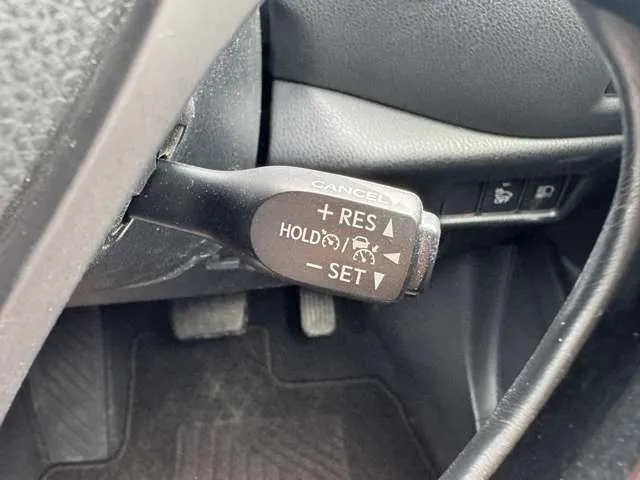 CANCEL
+ RES ▲
HOLD / ◀
− SET ▼